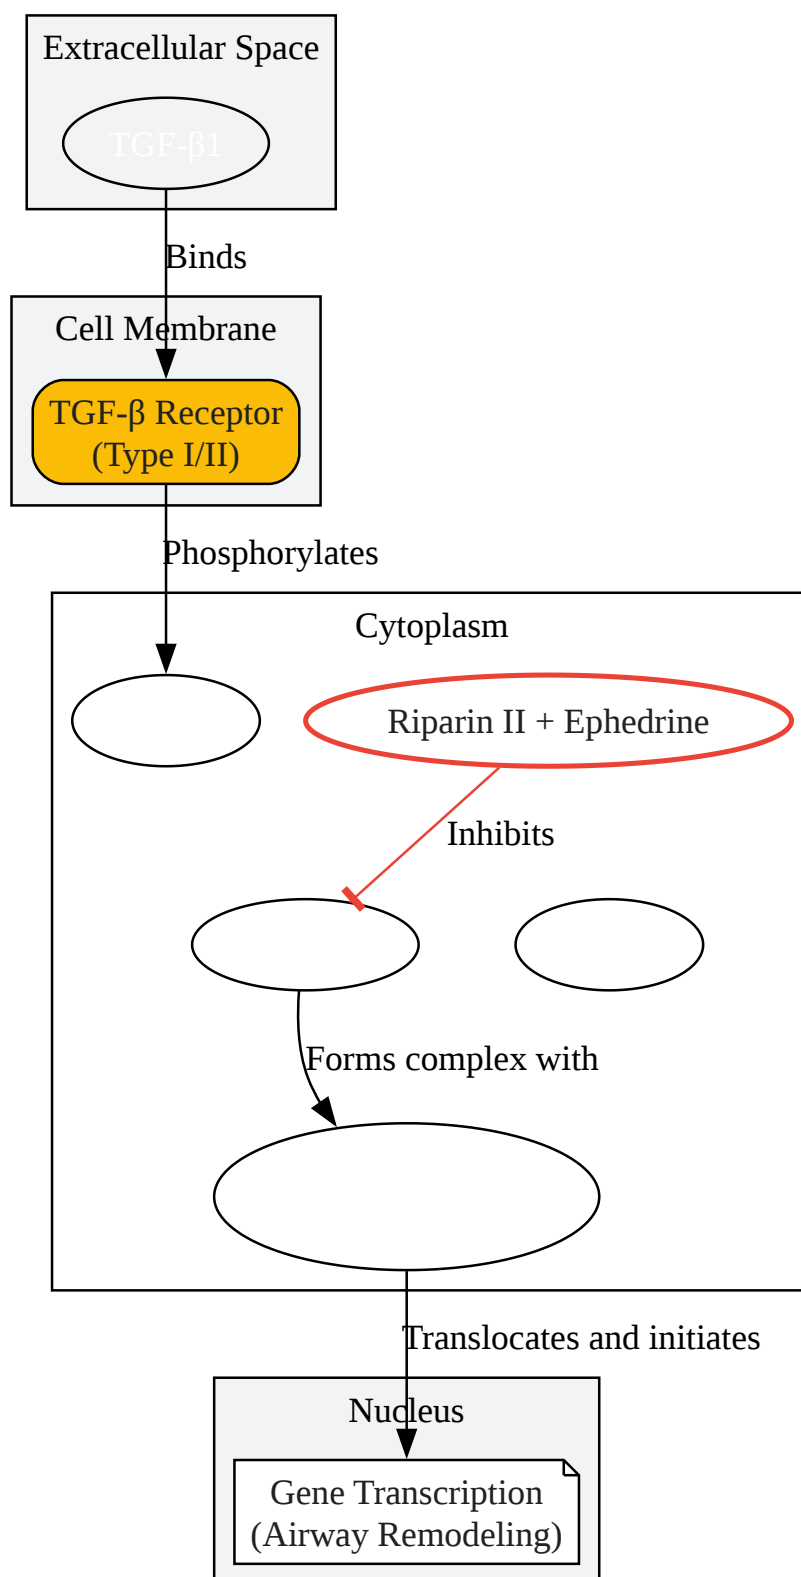 Extracellular Space
TGF-β1
Binds
Cell Membrane
TGF-β Receptor
(Type I/II)
Phosphorylates
Cytoplasm
Riparin II + Ephedrine
Inhibits
Forms complex with
Translocates and initiates
Nucleus
Gene Transcription
(Airway Remodeling)